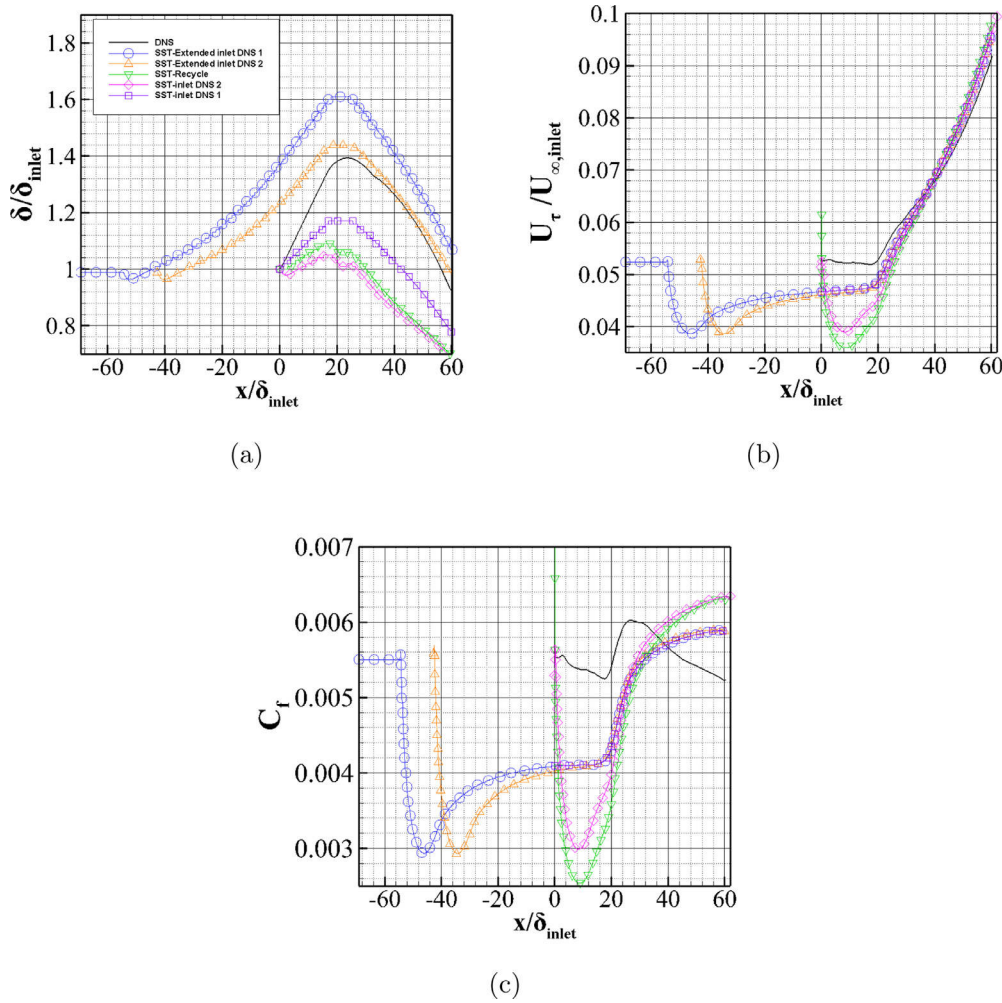 1.8
1.6
1.4
1.2
1
0.8
DNS
SST-Extended inlet DNS 1
SST-Extended inlet DNS 2
SST-Recycle
SST-inlet DNS 2
SST-inlet DNS 1
δ/δinlet
-60 -40 -20 0 20 40 60
x/δinlet
(a)
0.1
0.09
0.08
0.07
0.06
0.05
0.04
Uτ/U∞,inlet
-60 -40 -20 0 20 40 60
x/δinlet
(b)
0.007
0.006
0.005
0.004
0.003
Cf
-60 -40 -20 0 20 40 60
x/δinlet
(c)